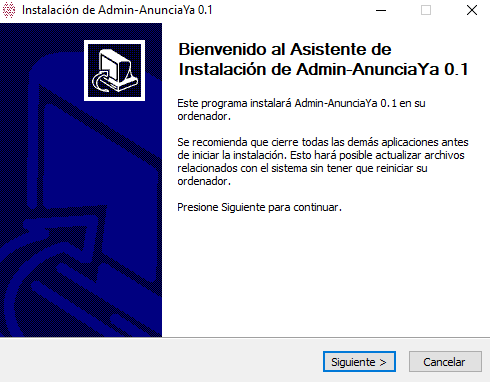 Instalación de Admin-AnunciaYa 0.1
Bienvenido al Asistente de
Instalación de Admin-AnunciaYa 0.1
Este programa instalará Admin-AnunciaYa 0.1 en su
ordenador.
Se recomienda que cierre todas las demás aplicaciones antes
de iniciar la instalación. Esto hará posible actualizar archivos
relacionados con el sistema sin tener que reiniciar su
ordenador.
Presione Siguiente para continuar.
Siguiente >
Cancelar